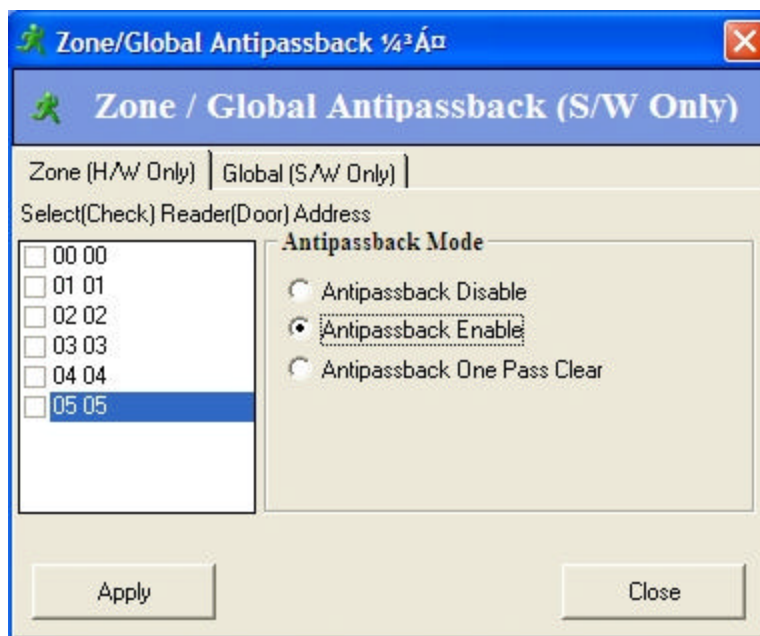 Zone/Global Antipassback ¼³Á¤
Zone / Global Antipassback (S/W Only)
Zone (H/W Only) Global (S/W Only)
Select(Check) Reader(Door) Address
Antipassback Mode
00 00
01 01
02 02
03 03
04 04
05 05
Antipassback Disable
Antipassback Enable
Antipassback One Pass Clear
Apply Close